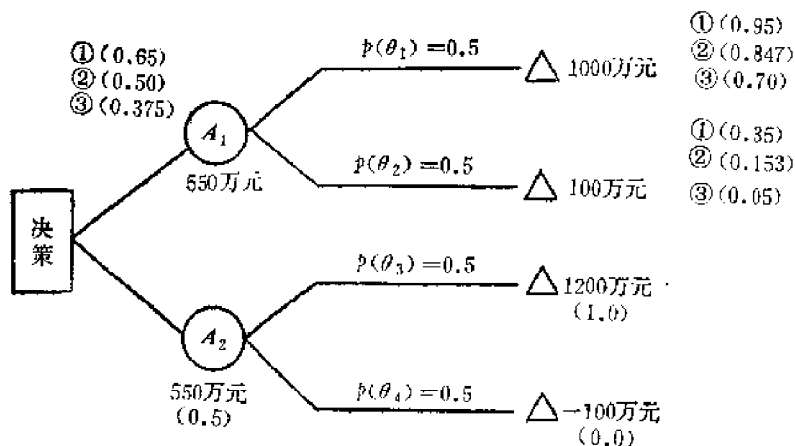 ①(0.65)
②(0.50)
③(0.375)
p(θ₁)=0.5
1000万元
①(0.95)
②(0.847)
③(0.70)
A₁
550万元
p(θ₂)=0.5
100万元
①(0.35)
②(0.153)
③(0.05)
决策
p(θ₃)=0.5
1200万元
(1.0)
A₂
550万元
(0.5)
p(θ₄)=0.5
-100万元
(0.0)